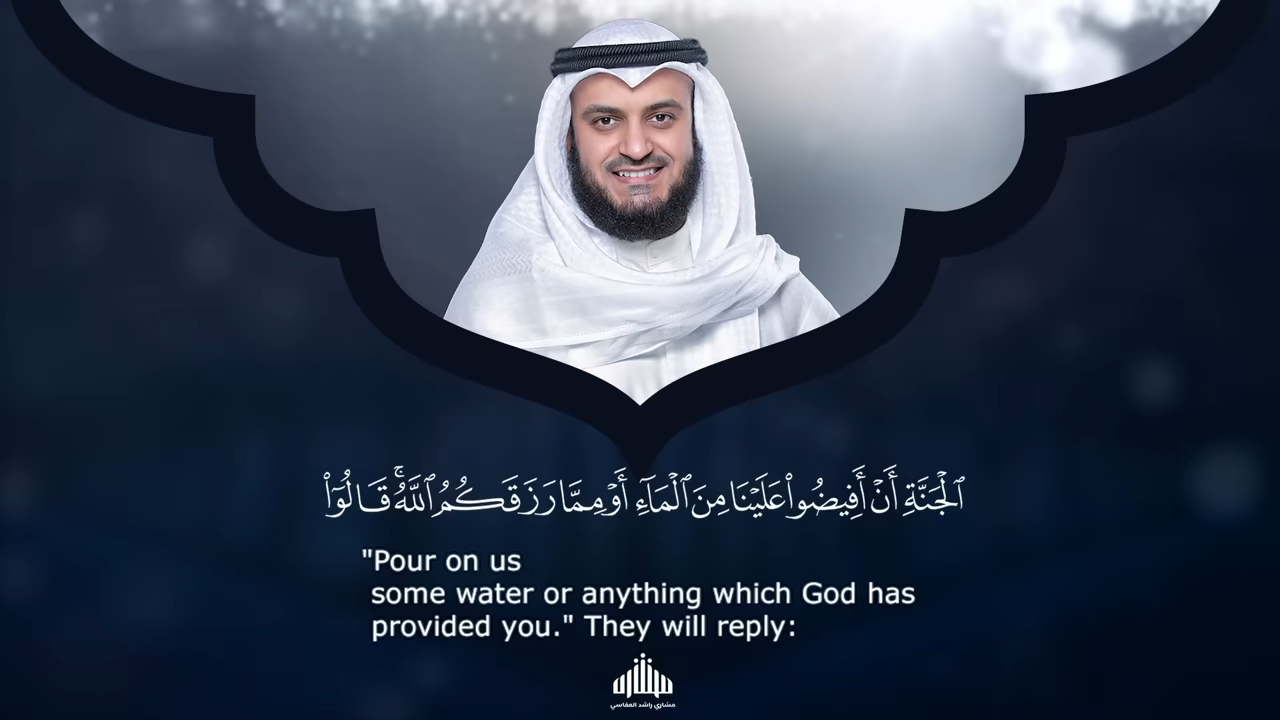 ٱلْجَنَّةِ أَنْ أَفِيضُوا۟ عَلَيْنَا مِنَ ٱلْمَآءِ أَوْ مِمَّا رَزَقَكُمُ ٱللَّهُ ۚ قَالُوٓا۟
"Pour on us
some water or anything which God has
provided you." They will reply:
مشاري راشد العفاسي